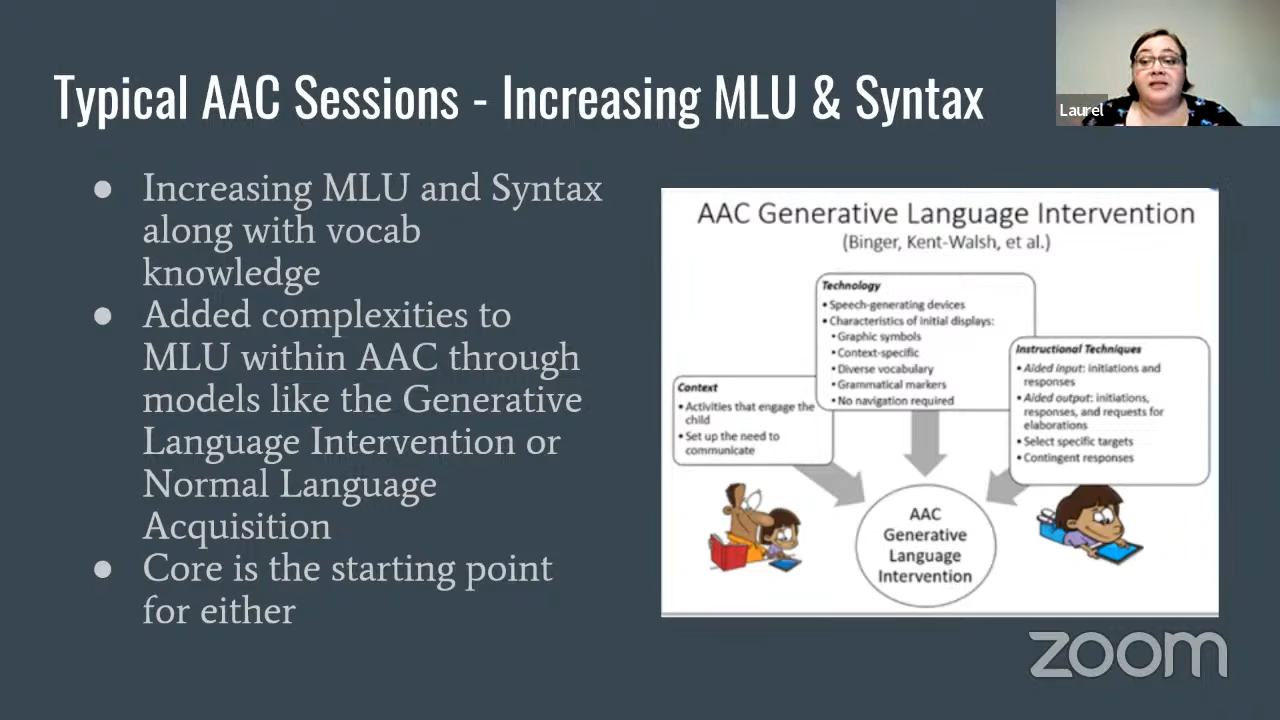 Typical AAC Sessions - Increasing MLU & Syntax
Laurel
● Increasing MLU and Syntax
along with vocab
knowledge
● Added complexities to
MLU within AAC through
models like the Generative
Language Intervention or
Normal Language
Acquisition
● Core is the starting point
for either
AAC Generative Language Intervention
(Binger, Kent-Walsh, et al.)
Technology
• Speech-generating devices
• Characteristics of initial displays:
• Graphic symbols
• Context-specific
• Diverse vocabulary
• Grammatical markers
• No navigation required
Context
• Activities that engage the
child
• Set up the need to
communicate
Instructional Techniques
• Aided input: initiations and
responses
• Aided output: initiations,
responses, and requests for
elaborations
• Select specific targets
• Contingent responses
AAC
Generative
Language
Intervention
zoom